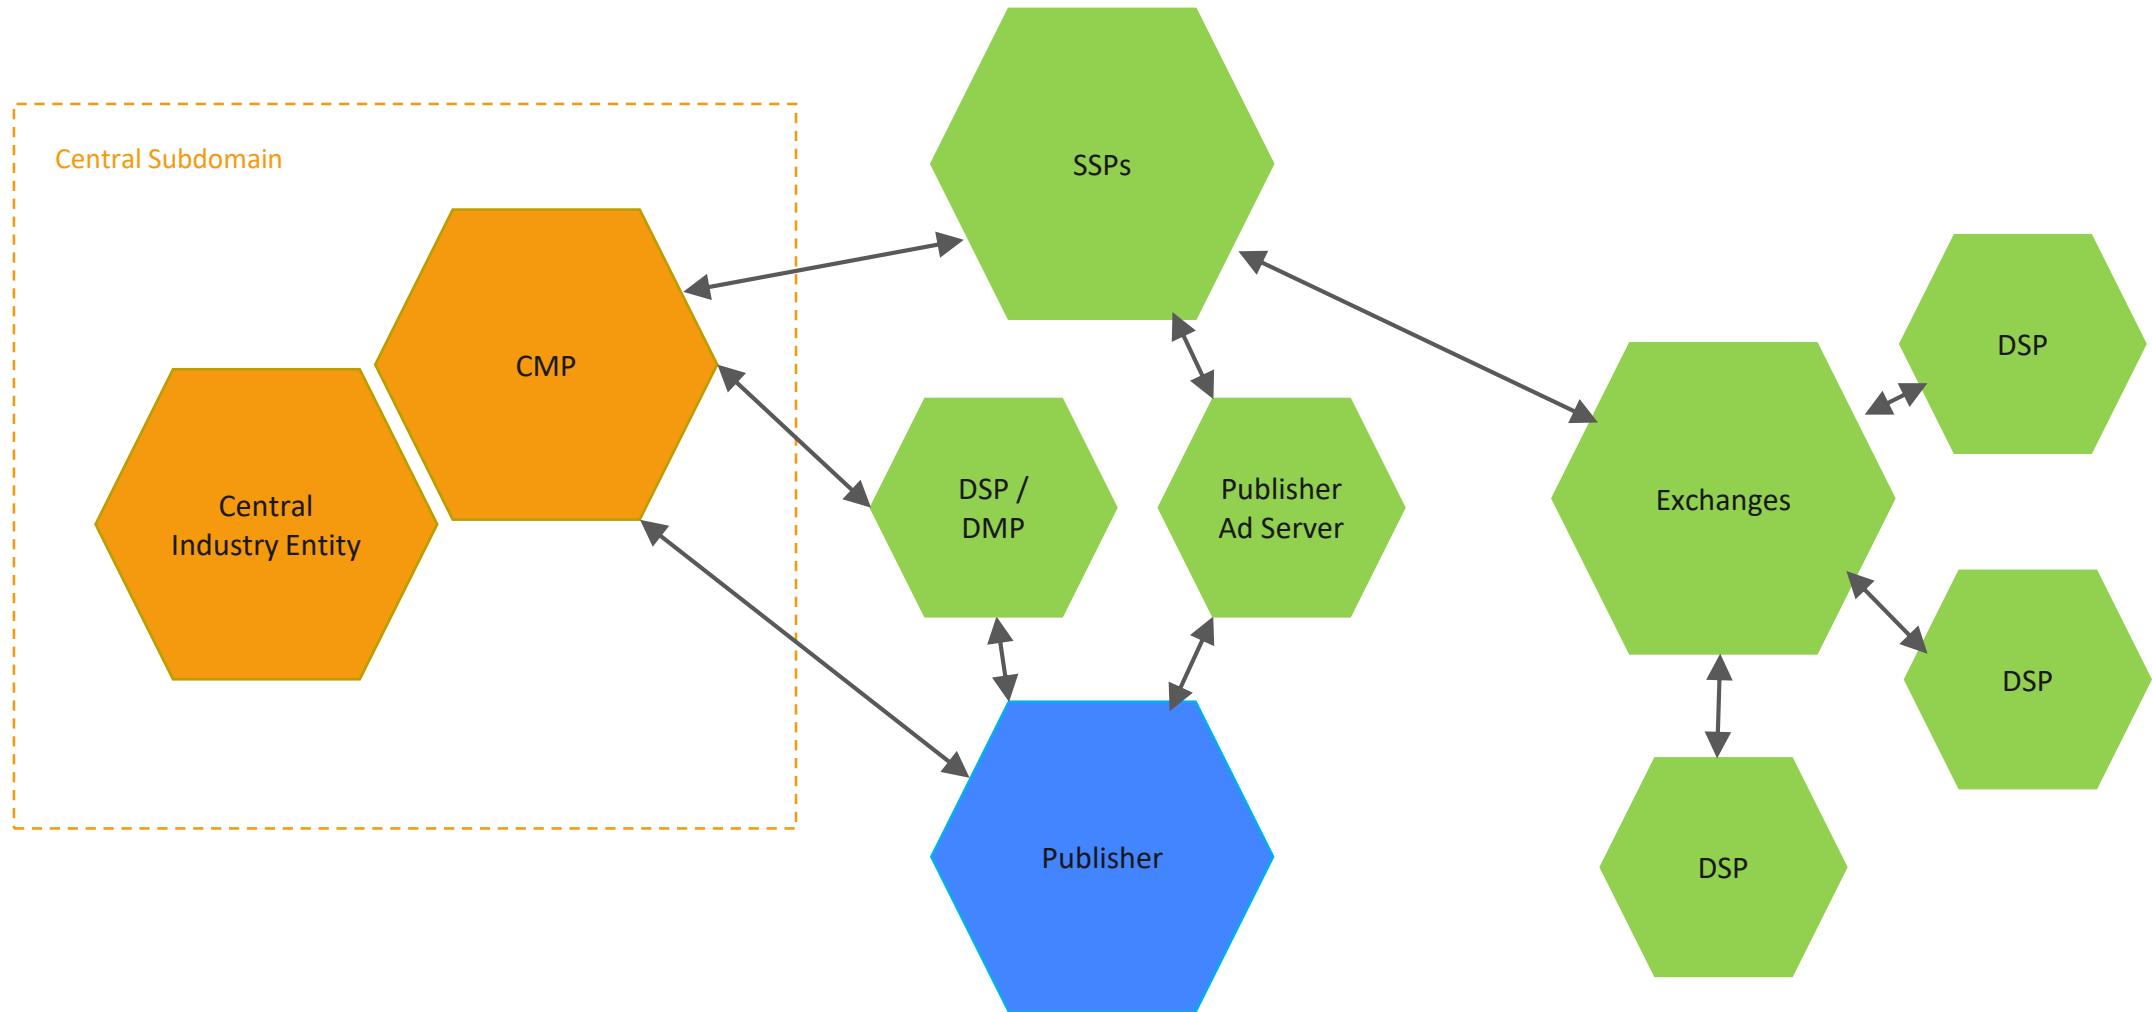 Central Subdomain
SSPs
CMP
Central
Industry Entity
DSP /
DMP
Publisher
Ad Server
Exchanges
DSP
DSP
DSP
Publisher